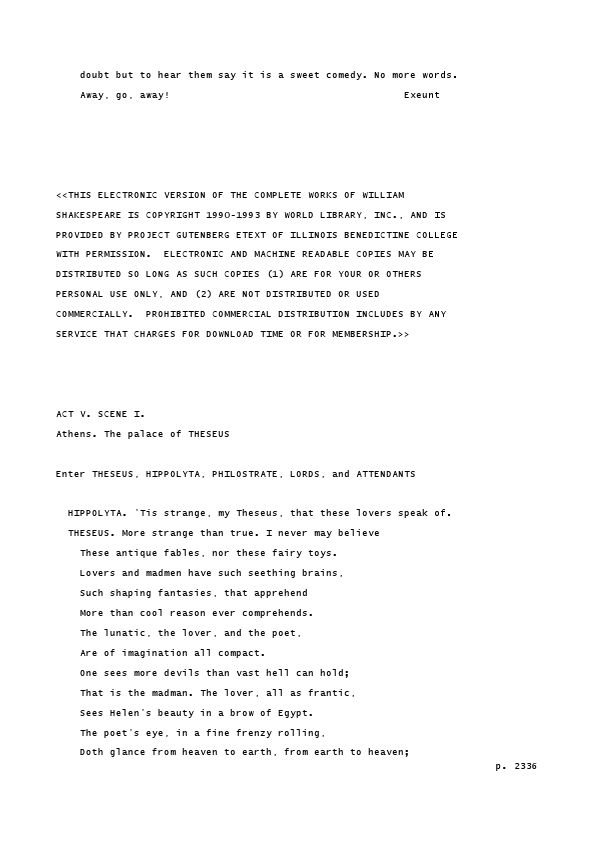 doubt but to hear them say it is a sweet comedy. No more words.
Away, go, away! Exeunt
<<THIS ELECTRONIC VERSION OF THE COMPLETE WORKS OF WILLIAM
SHAKESPEARE IS COPYRIGHT 1990-1993 BY WORLD LIBRARY, INC., AND IS
PROVIDED BY PROJECT GUTENBERG ETEXT OF ILLINOIS BENEDICTINE COLLEGE
WITH PERMISSION.  ELECTRONIC AND MACHINE READABLE COPIES MAY BE
DISTRIBUTED SO LONG AS SUCH COPIES (1) ARE FOR YOUR OR OTHERS
PERSONAL USE ONLY, AND (2) ARE NOT DISTRIBUTED OR USED
COMMERCIALLY.  PROHIBITED COMMERCIAL DISTRIBUTION INCLUDES BY ANY
SERVICE THAT CHARGES FOR DOWNLOAD TIME OR FOR MEMBERSHIP.>>
ACT V. SCENE I.
Athens. The palace of THESEUS
Enter THESEUS, HIPPOLYTA, PHILOSTRATE, LORDS, and ATTENDANTS
HIPPOLYTA. 'Tis strange, my Theseus, that these lovers speak of.
THESEUS. More strange than true. I never may believe
These antique fables, nor these fairy toys.
Lovers and madmen have such seething brains,
Such shaping fantasies, that apprehend
More than cool reason ever comprehends.
The lunatic, the lover, and the poet,
Are of imagination all compact.
One sees more devils than vast hell can hold;
That is the madman. The lover, all as frantic,
Sees Helen's beauty in a brow of Egypt.
The poet's eye, in a fine frenzy rolling,
Doth glance from heaven to earth, from earth to heaven;
p. 2336